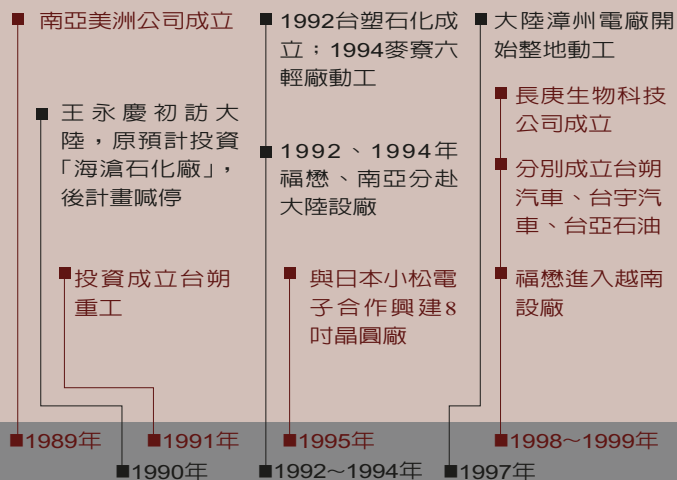 南亞美洲公司成立
王永慶初訪大
陸，原預計投資
「海滄石化廠」，
後計畫喊停
投資成立台朔
重工
1992台塑石化成
立；1994麥寮六
輕廠動工
1992、1994年
福懋、南亞分赴
大陸設廠
與日本小松電
子合作興建8
吋晶圓廠
大陸漳州電廠開
始整地動工
長庚生物科技
公司成立
分別成立台朔
汽車、台宇汽
車、台亞石油
福懋進入越南
設廠
1989年
1990年
1991年
1992～1994年
1995年
1997年
1998～1999年